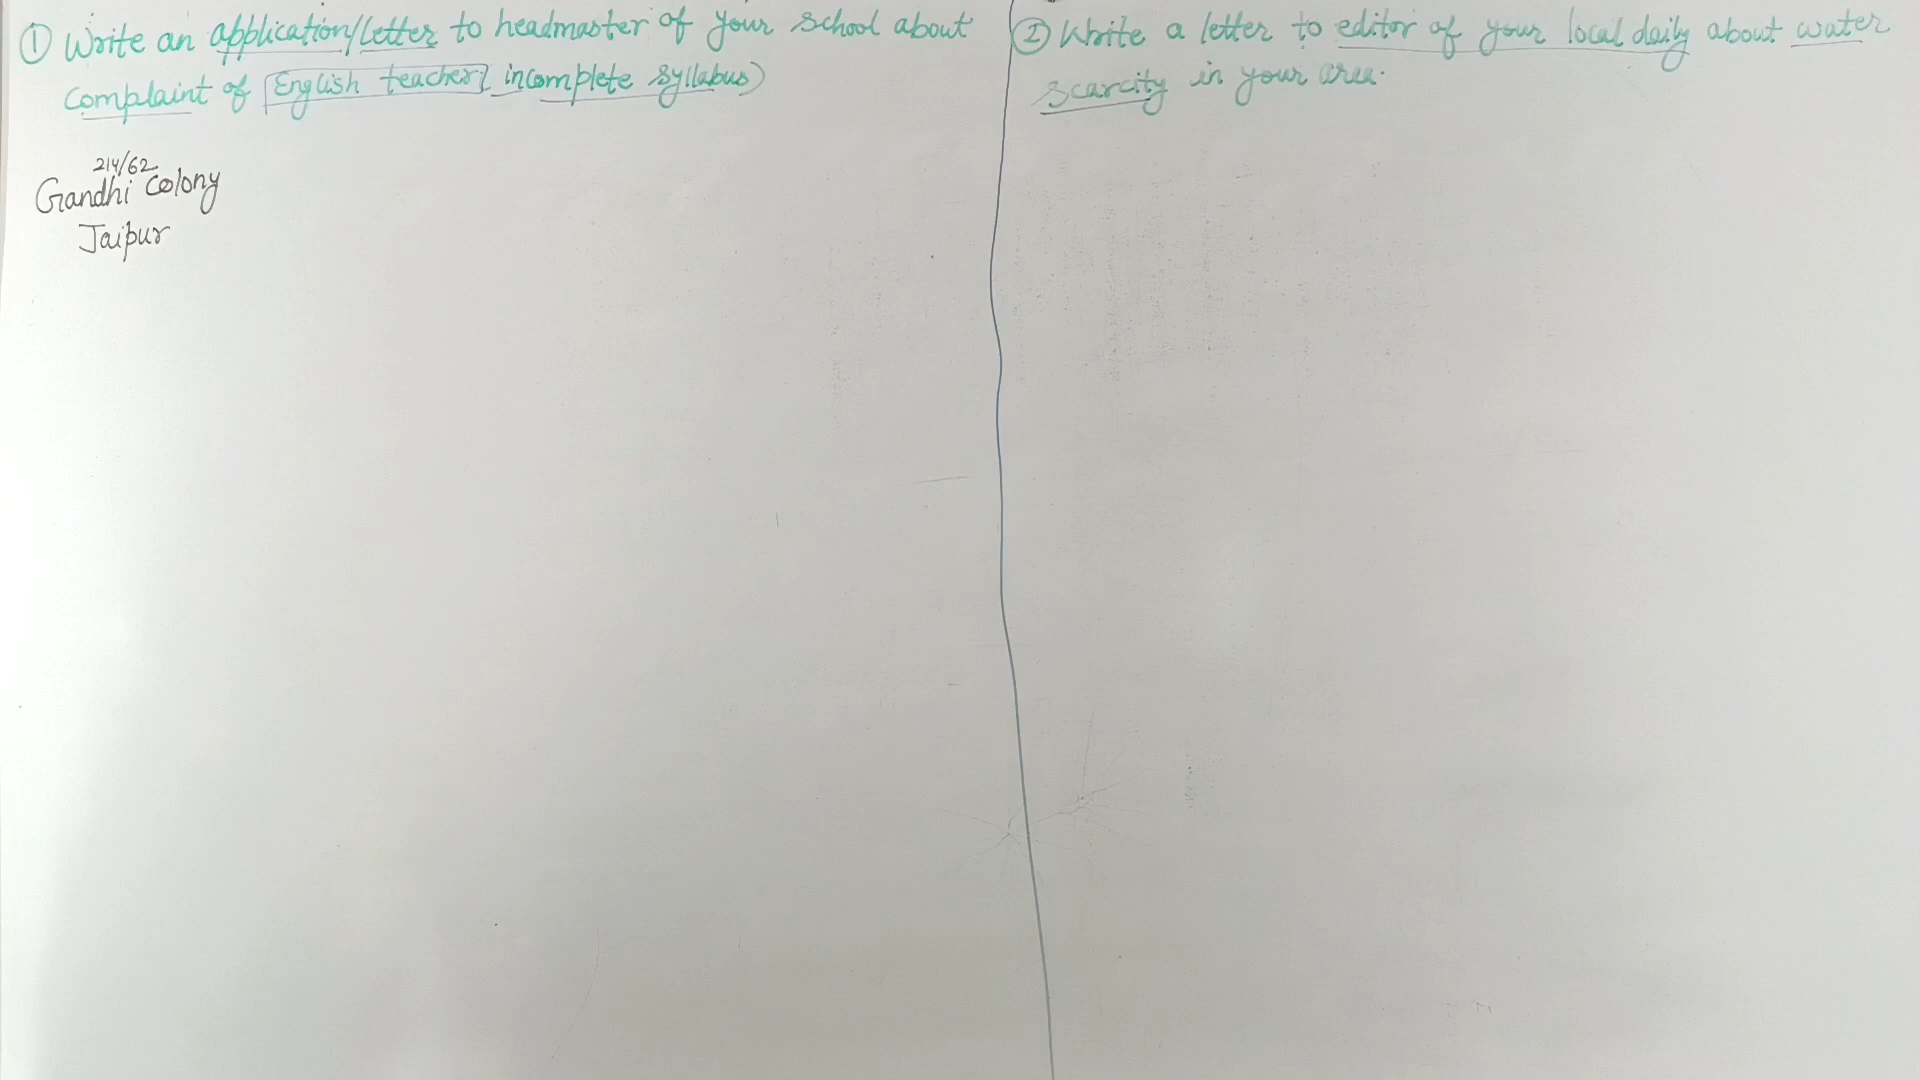 ① Write an application/Letter to headmaster of your school about
Complaint of English teacher incomplete syllabus)
214/62
Gandhi Colony
Jaipur
② Write a letter to editor of your local daily about water
scarcity in your area.